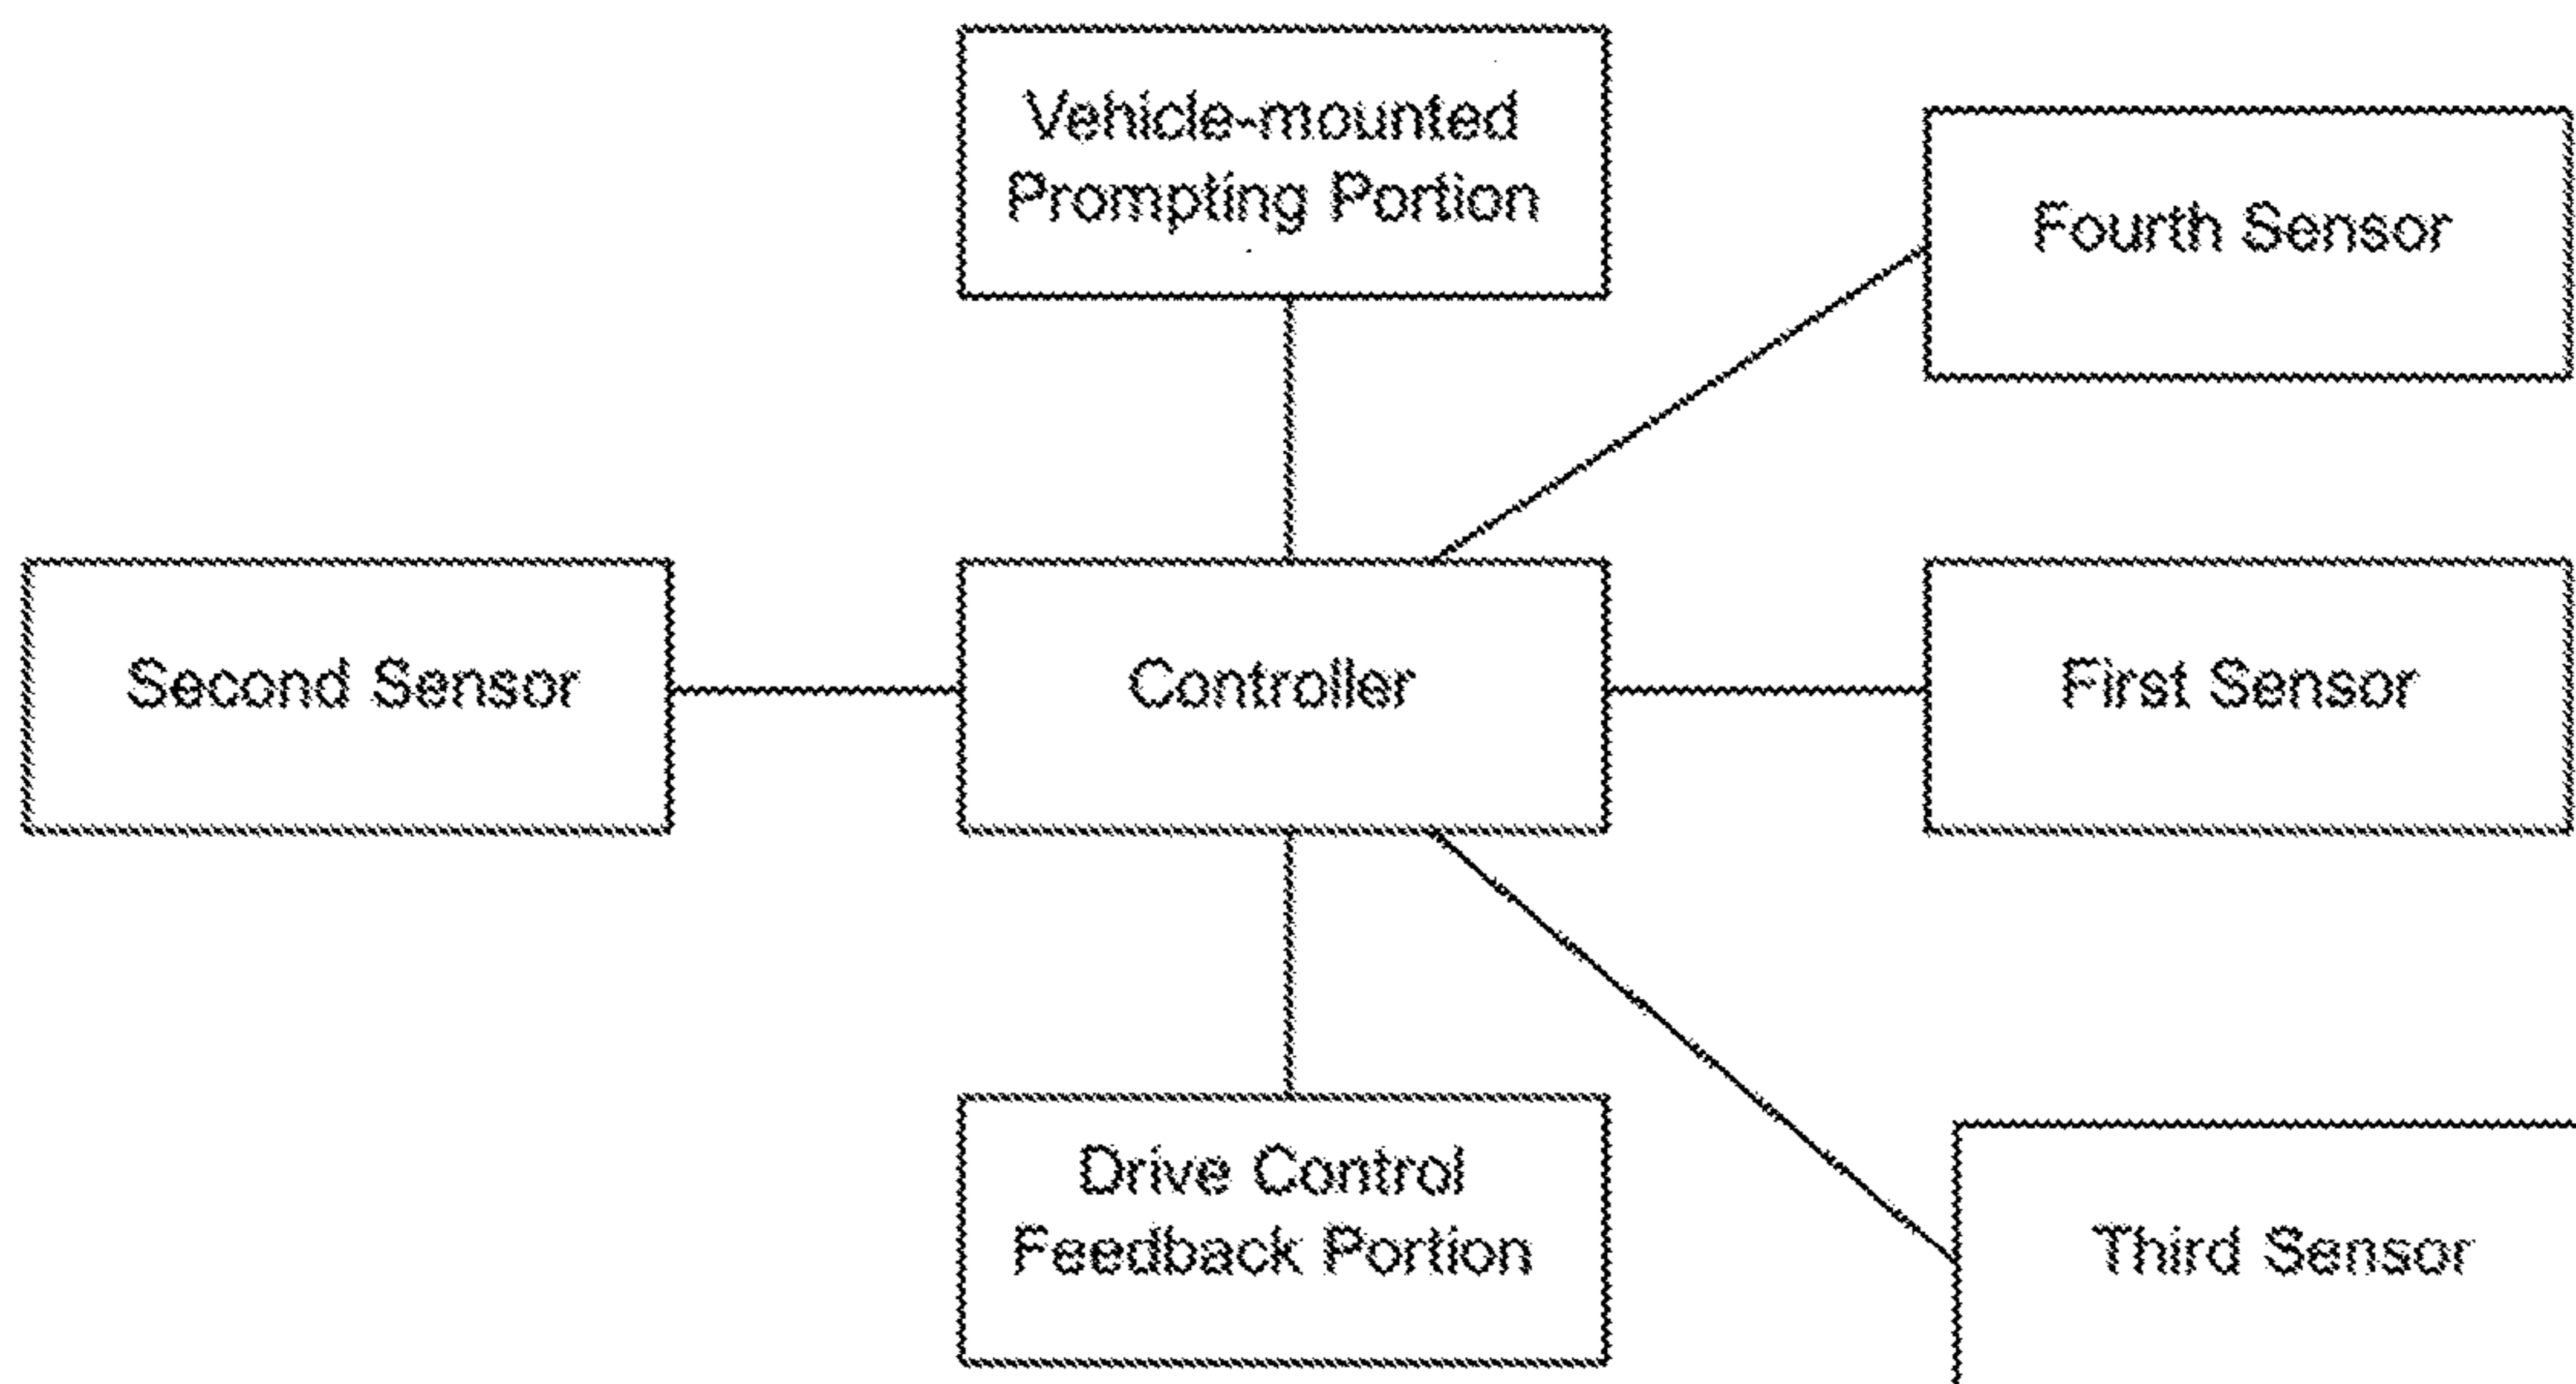 Vehicle-mounted
Prompting Portion
Fourth Sensor
Second Sensor
Controller
First Sensor
Drive Control
Feedback Portion
Third Sensor